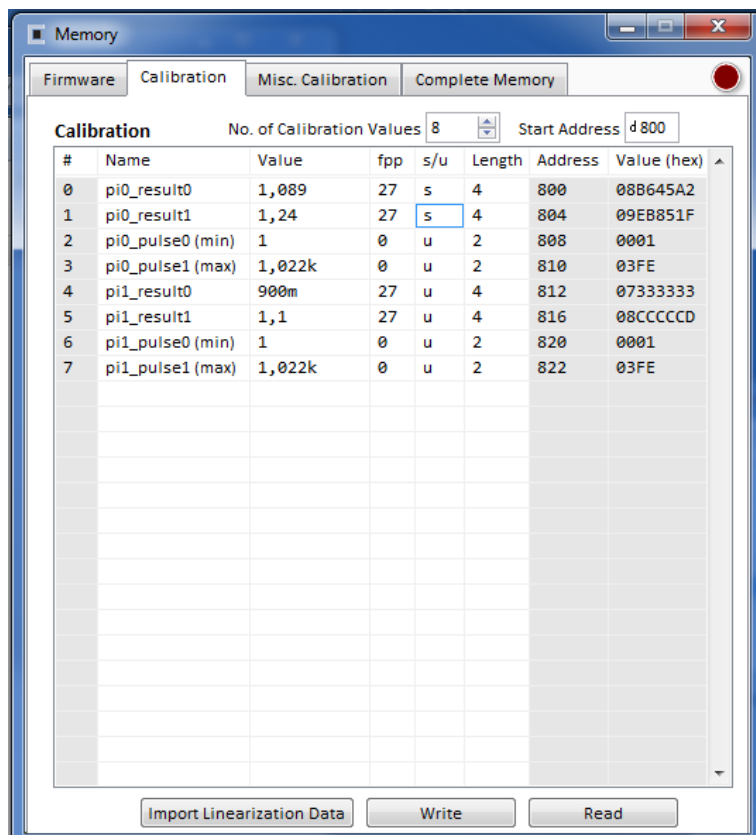 Memory
Firmware Calibration Misc. Calibration Complete Memory
Calibration No. of Calibration Values 8 Start Address d 800
# Name Value fpp s/u Length Address Value (hex)
0 pi0_result0 1,089 27 s 4 800 08B645A2
1 pi0_result1 1,24 27 s 4 804 09EB851F
2 pi0_pulse0 (min) 1 0 u 2 808 0001
3 pi0_pulse1 (max) 1,022k 0 u 2 810 03FE
4 pi1_result0 900m 27 u 4 812 07333333
5 pi1_result1 1,1 27 u 4 816 08CCCCCD
6 pi1_pulse0 (min) 1 0 u 2 820 0001
7 pi1_pulse1 (max) 1,022k 0 u 2 822 03FE
Import Linearization Data Write Read